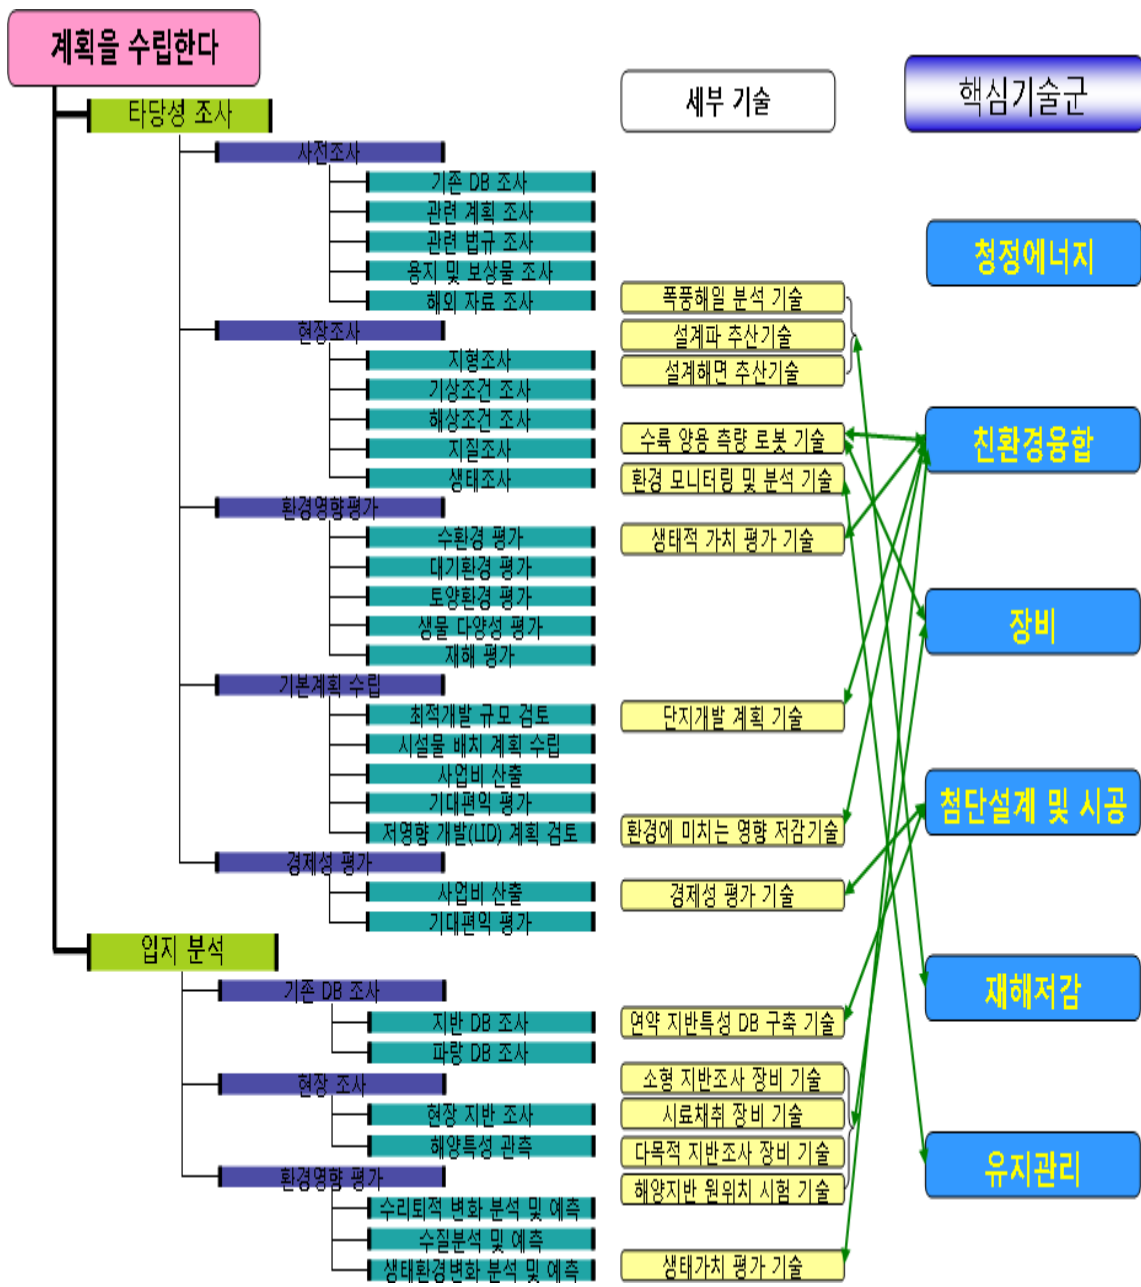 계획을 수립한다
세부 기술
핵심기술군
타당성 조사
사전조사
기존 DB 조사
관련 계획 조사
관련 법규 조사
용지 및 보상물 조사
해외 자료 조사
현장조사
지형조사
기상조건 조사
해상조건 조사
지질조사
생태조사
환경영향평가
수환경 평가
대기환경 평가
토양환경 평가
생물 다양성 평가
재해 평가
기본계획 수립
최적개발 규모 검토
시설물 배치 계획 수립
사업비 산출
기대편익 평가
저영향 개발(LID) 계획 검토
경제성 평가
사업비 산출
기대편익 평가
입지 분석
기존 DB 조사
지반 DB 조사
파랑 DB 조사
현장 조사
현장 지반 조사
해양특성 관측
환경영향 평가
수리퇴적 변화 분석 및 예측
수질분석 및 예측
생태환경변화 분석 및 예측
폭풍해일 분석 기술
설계파 추산기술
설계해면 추산기술
수륙 양용 측량 로봇 기술
환경 모니터링 및 분석 기술
생태적 가치 평가 기술
단지개발 계획 기술
환경에 미치는 영향 저감기술
경제성 평가 기술
연약 지반특성 DB 구축 기술
소형 지반조사 장비 기술
시료채취 장비 기술
다목적 지반조사 장비 기술
해양지반 원위치 시험 기술
생태가치 평가 기술
청정에너지
친환경융합
장비
첨단설계 및 시공
재해저감
유지관리